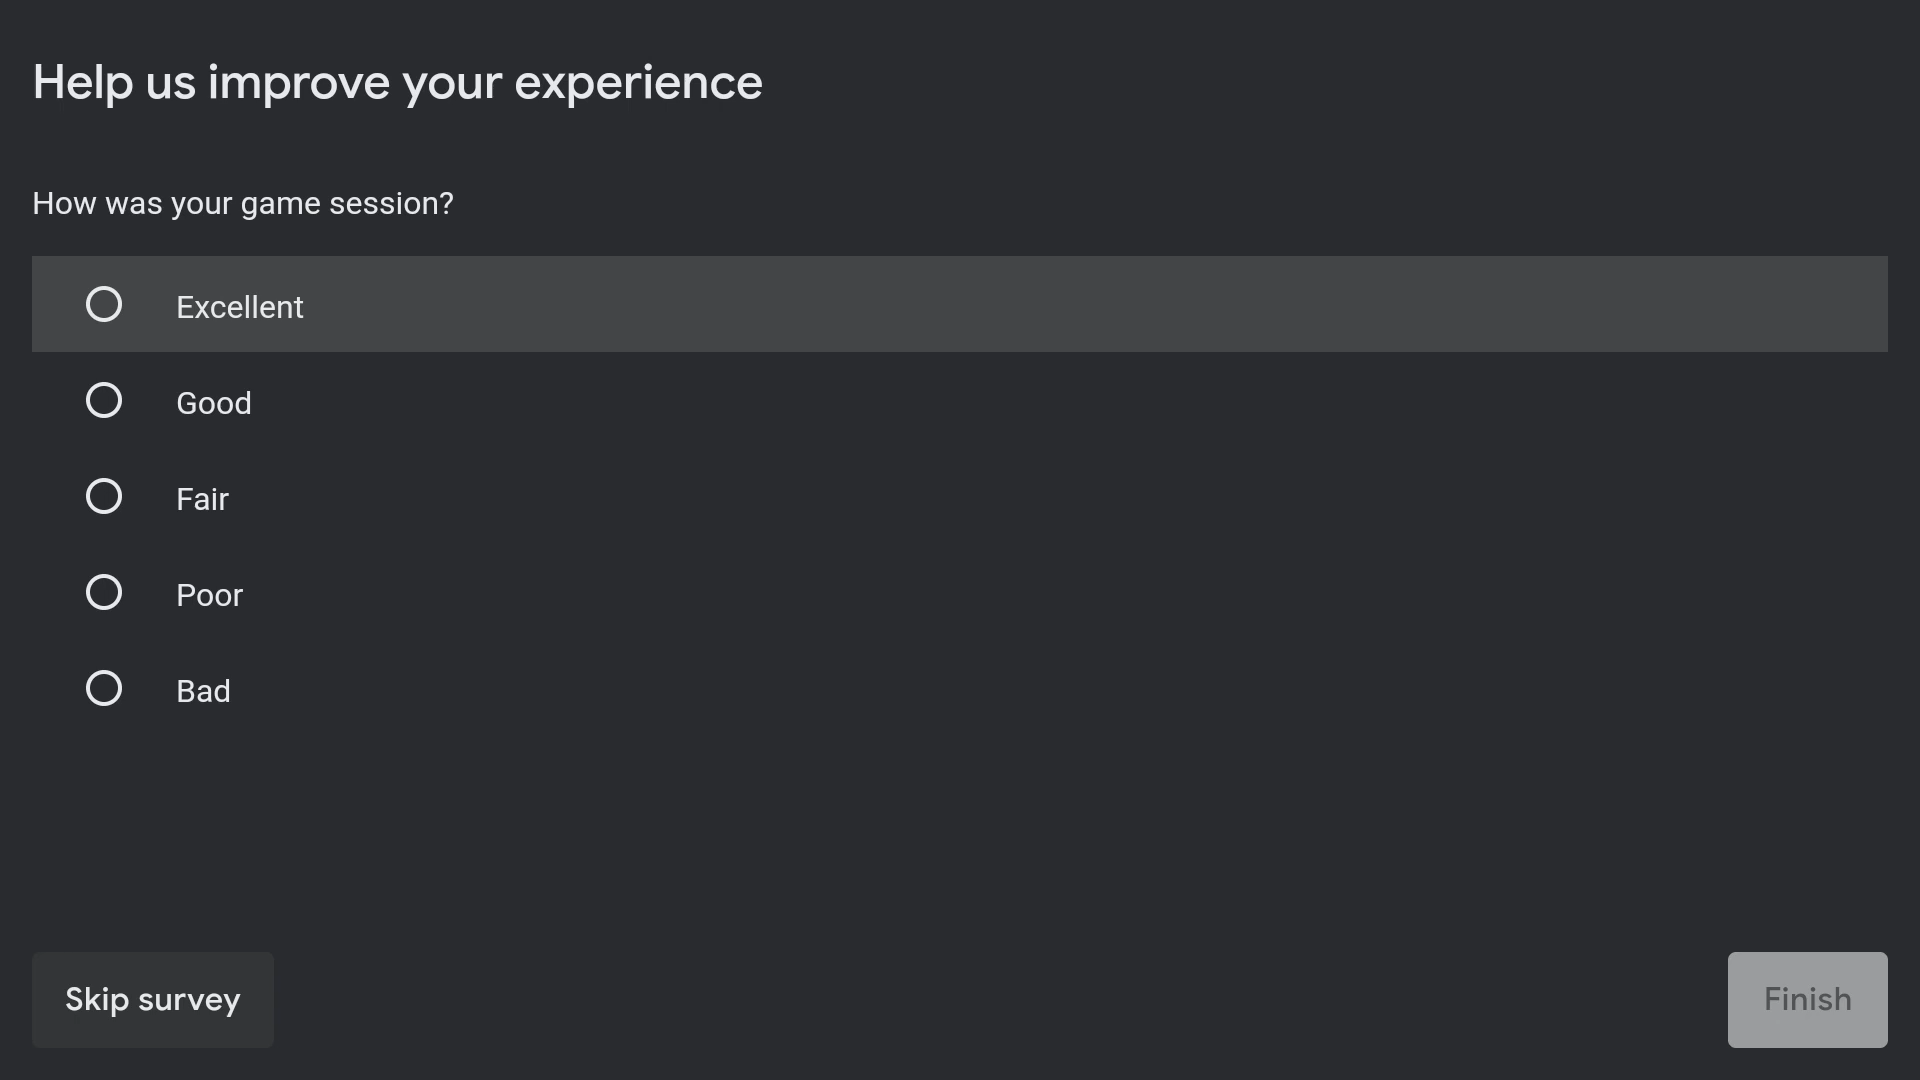 Help us improve your experience
How was your game session?
Excellent
Good
Fair
Poor
Bad
Skip survey
Finish